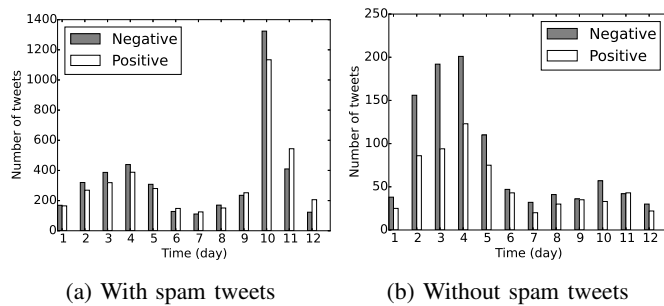 1400
1200
1000
800
600
400
200
0
Number of tweets
Negative
Positive
1 2 3 4 5 6 7 8 9 10 11 12
Time (day)
(a) With spam tweets
250
200
150
100
50
0
Number of tweets
Negative
Positive
1 2 3 4 5 6 7 8 9 10 11 12
Time (day)
(b) Without spam tweets